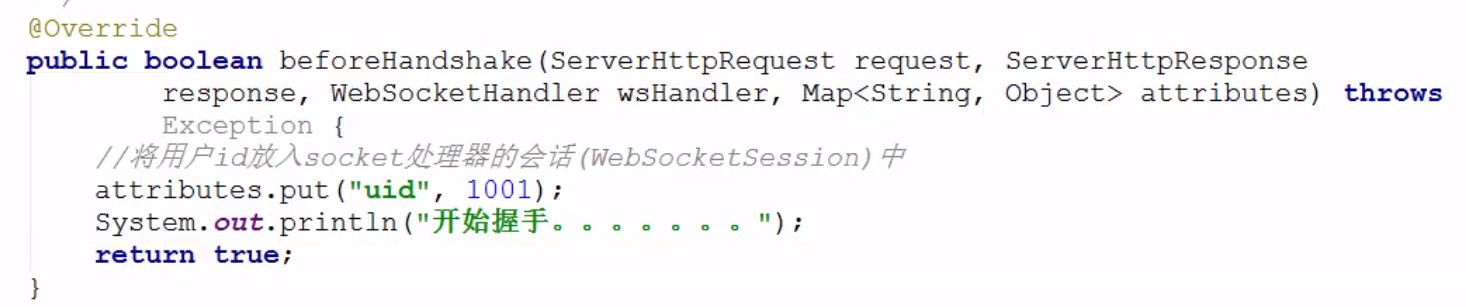 @Override
public boolean beforeHandshake(ServerHttpRequest request, ServerHttpResponse
response, WebSocketHandler wsHandler, Map<String, Object> attributes) throws
Exception {
//将用户id放入socket处理器的会话(WebSocketSession)中
attributes.put("uid", 1001);
System.out.println("开始握手。。。。。。。");
return true;
}